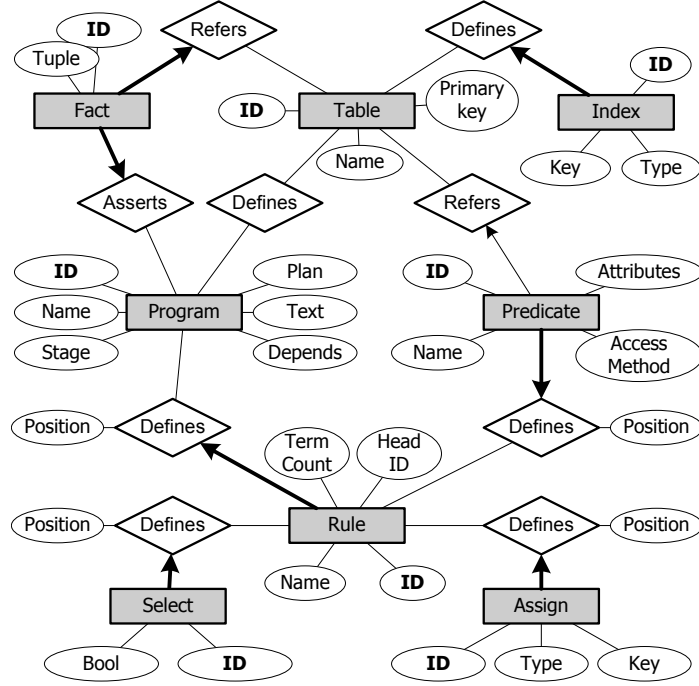 ID
Refers
Defines
Tuple
ID
Fact
ID
Table
Primary
key
Index
Name
Key
Type
Asserts
Defines
Refers
ID
Plan
ID
Attributes
Name
Program
Text
Predicate
Stage
Depends
Name
Access
Method
Position
Defines
Term
Count
Head
ID
Defines
Position
Position
Defines
Rule
Defines
Position
Name
ID
Select
Assign
Bool
ID
ID
Type
Key